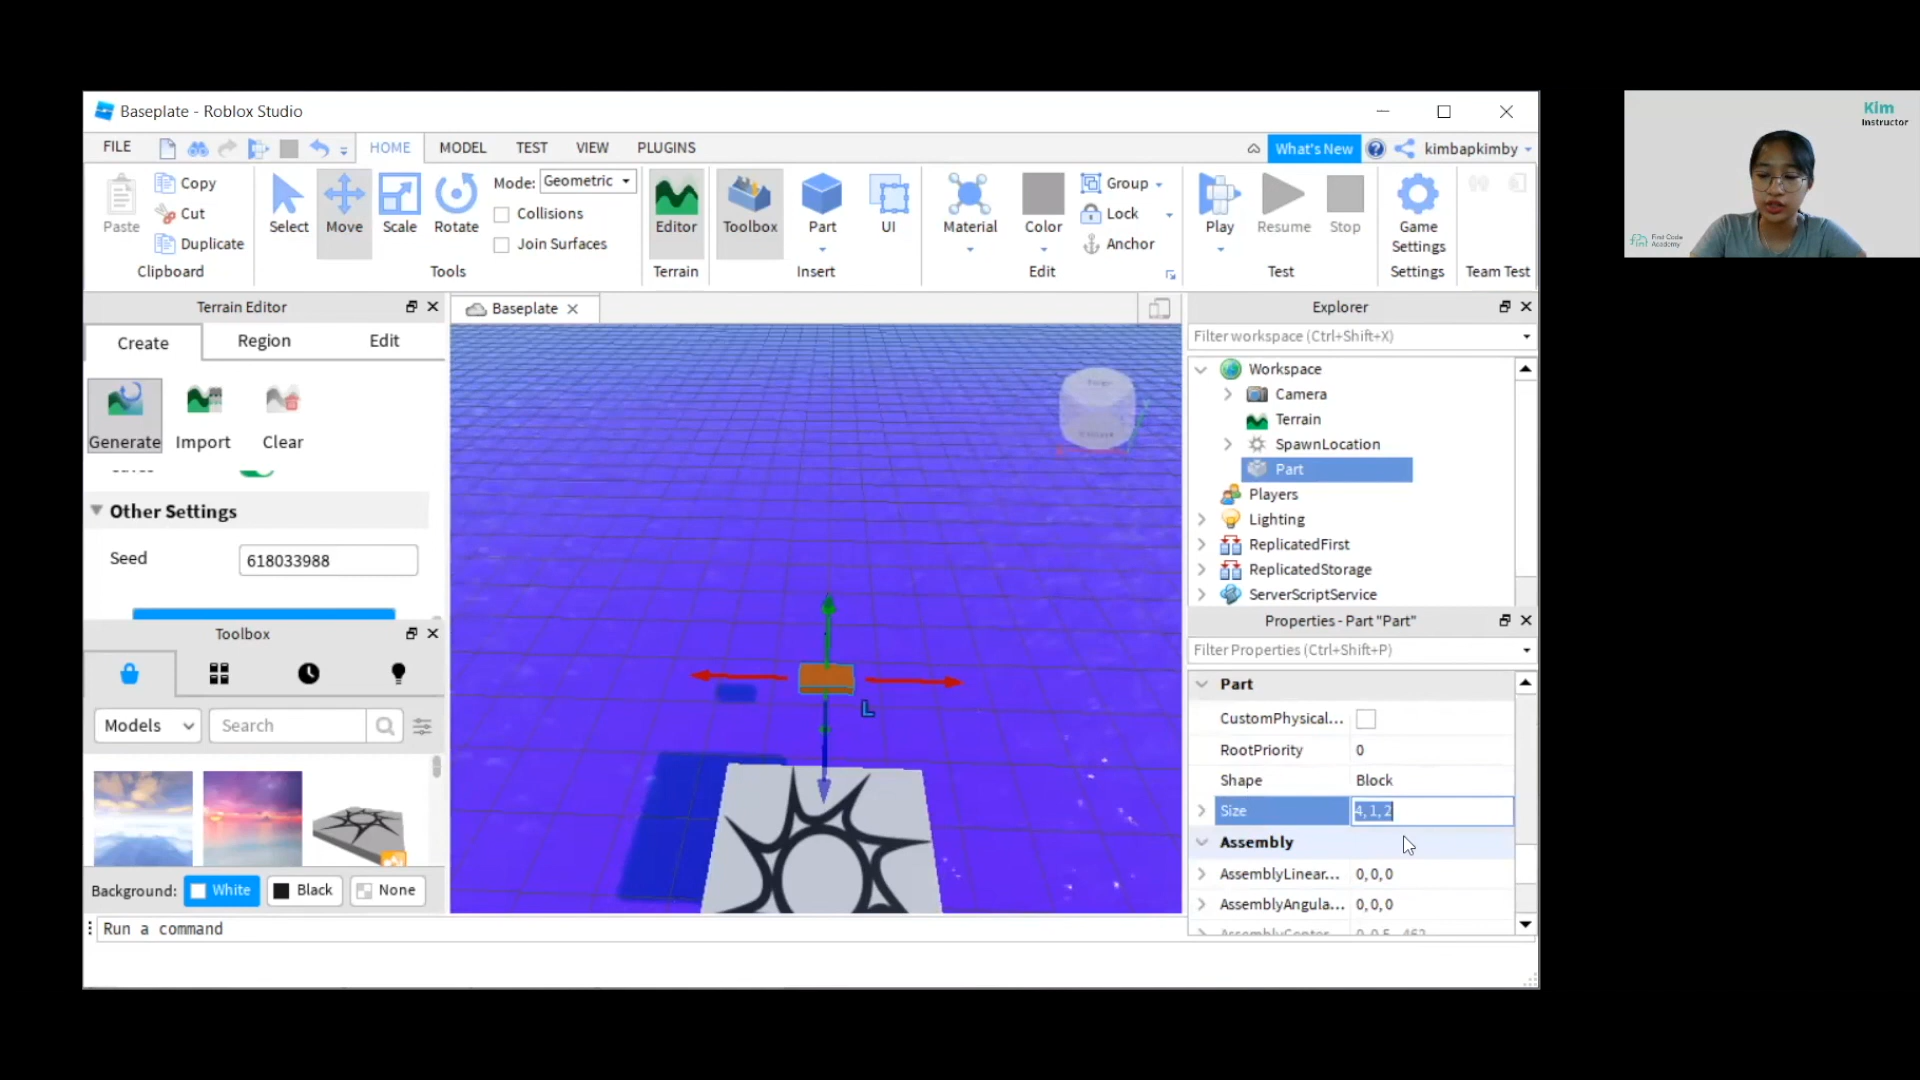 Baseplate - Roblox Studio
Kim
Instructor
First Code
Academy
FILE HOME MODEL TEST VIEW PLUGINS What's New kimbapkimby
Paste Copy Cut Duplicate Clipboard
Select Move Scale Rotate Tools
Mode: Geometric
Collisions
Join Surfaces
Editor Terrain
Toolbox Part UI Insert
Material Color Group Lock Anchor Edit
Play Resume Stop Test
Game Settings Settings
Team Test
Terrain Editor
Create Region Edit
Generate Import Clear
Other Settings
Seed 618033988
Toolbox
Models Search
Background: White Black None
Run a command
Baseplate
L
Explorer
Filter workspace (Ctrl+Shift+X)
Workspace
Camera
Terrain
SpawnLocation
Part
Players
Lighting
ReplicatedFirst
ReplicatedStorage
ServerScriptService
Properties - Part "Part"
Filter Properties (Ctrl+Shift+P)
Part
CustomPhysical...
RootPriority 0
Shape Block
Size 4, 1, 2
Assembly
AssemblyLinear... 0, 0, 0
AssemblyAngula... 0, 0, 0